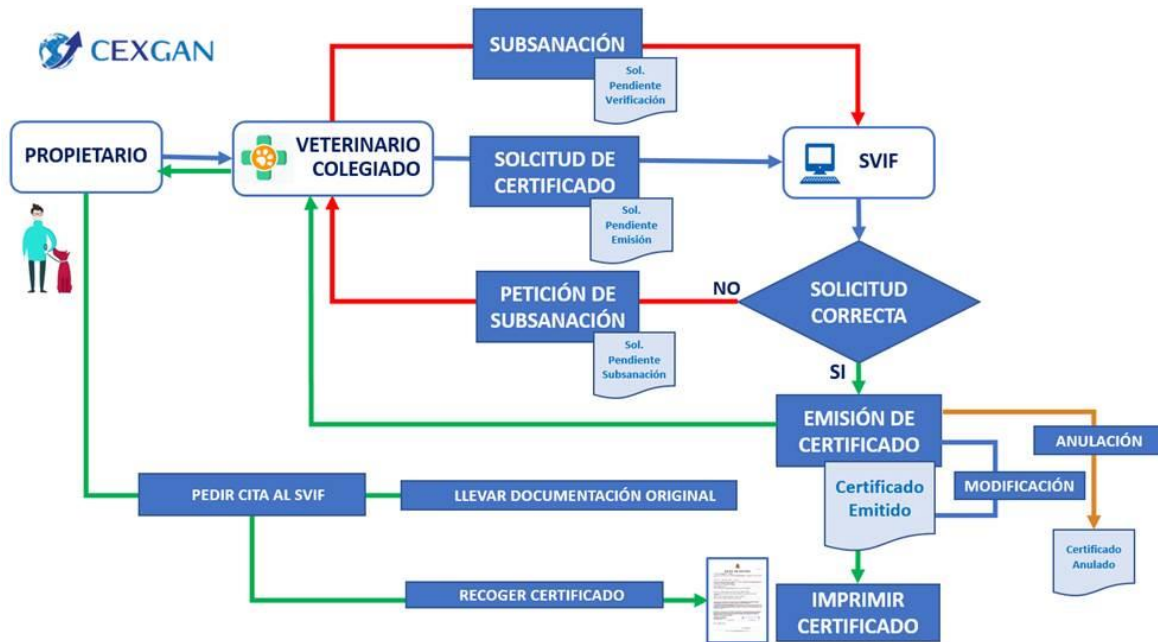 CEXGAN
SUBSANACIÓN
Sol.
Pendiente
Verificación
PROPIETARIO
VETERINARIO
COLEGIADO
SOLCITUD DE
CERTIFICADO
Sol.
Pendiente
Emisión
SVIF
PETICIÓN DE
SUBSANACIÓN
Sol.
Pendiente
Subsanación
NO
SOLICITUD
CORRECTA
SI
EMISIÓN DE
CERTIFICADO
ANULACIÓN
MODIFICACIÓN
Certificado
Emitido
Certificado
Anulado
PEDIR CITA AL SVIF
LLEVAR DOCUMENTACIÓN ORIGINAL
RECOGER CERTIFICADO
IMPRIMIR
CERTIFICADO